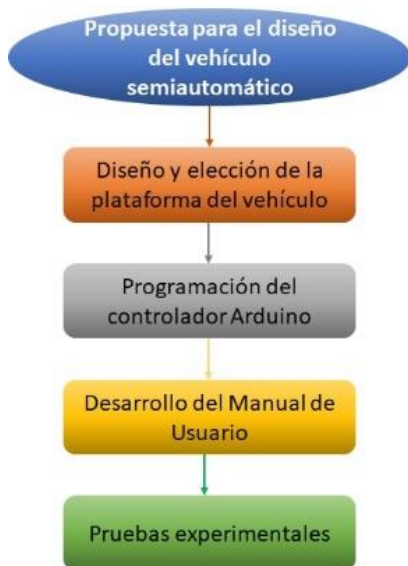 Propuesta para el diseño
del vehículo
semiautomático
Diseño y elección de la
plataforma del vehículo
Programación del
controlador Arduino
Desarrollo del Manual de
Usuario
Pruebas experimentales